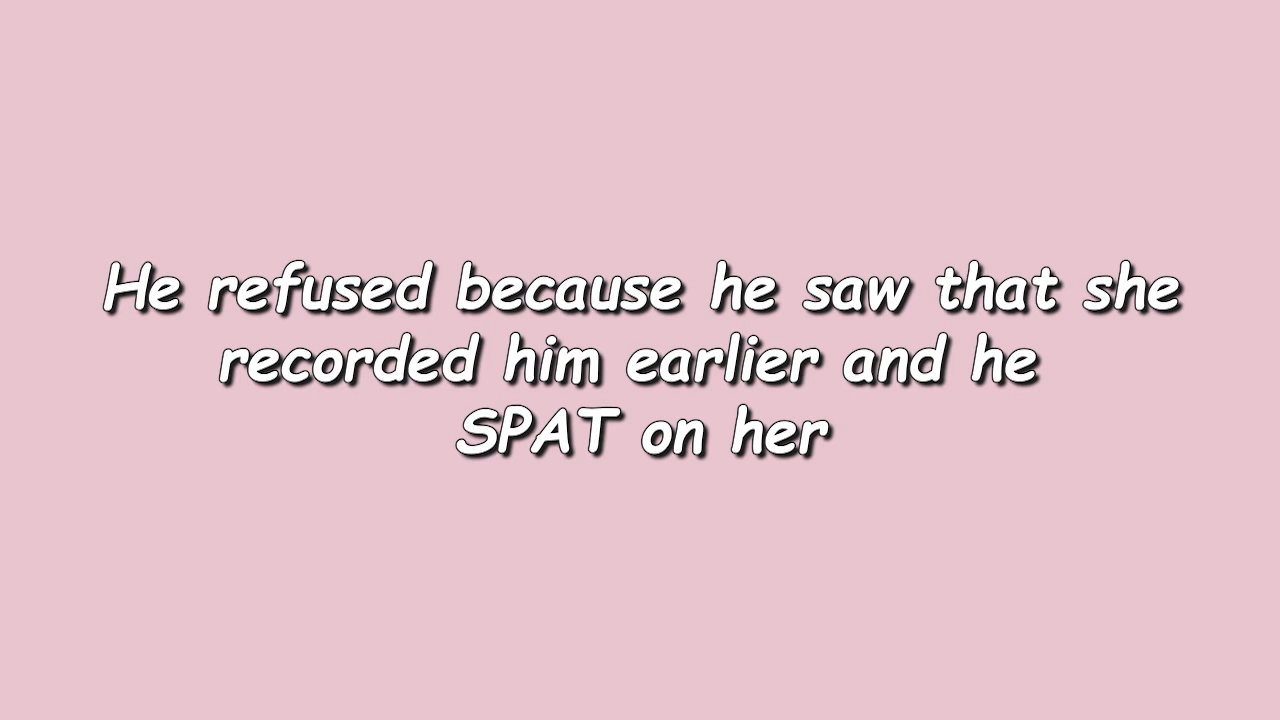 He refused because he saw that she
recorded him earlier and he
SPAT on her